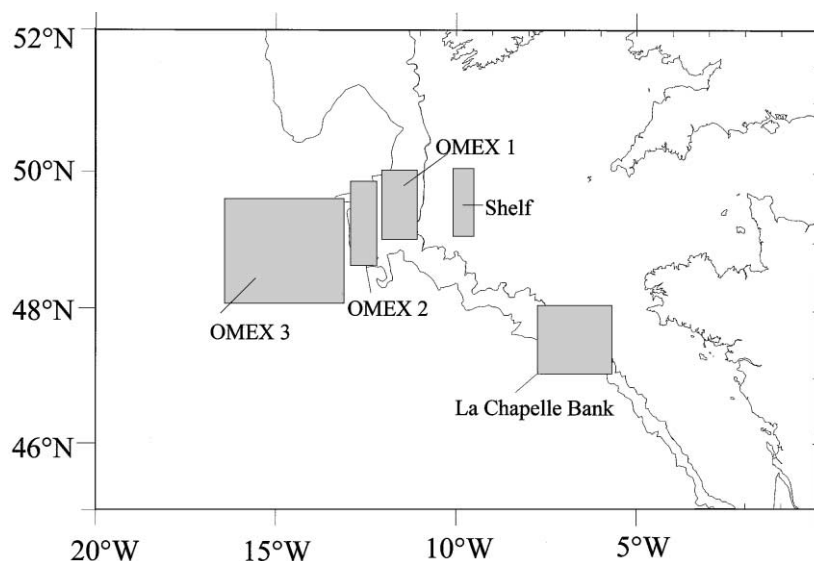 52°N
50°N
48°N
46°N
OMEX 1
Shelf
OMEX 2
OMEX 3
La Chapelle Bank
20°W
15°W
10°W
5°W